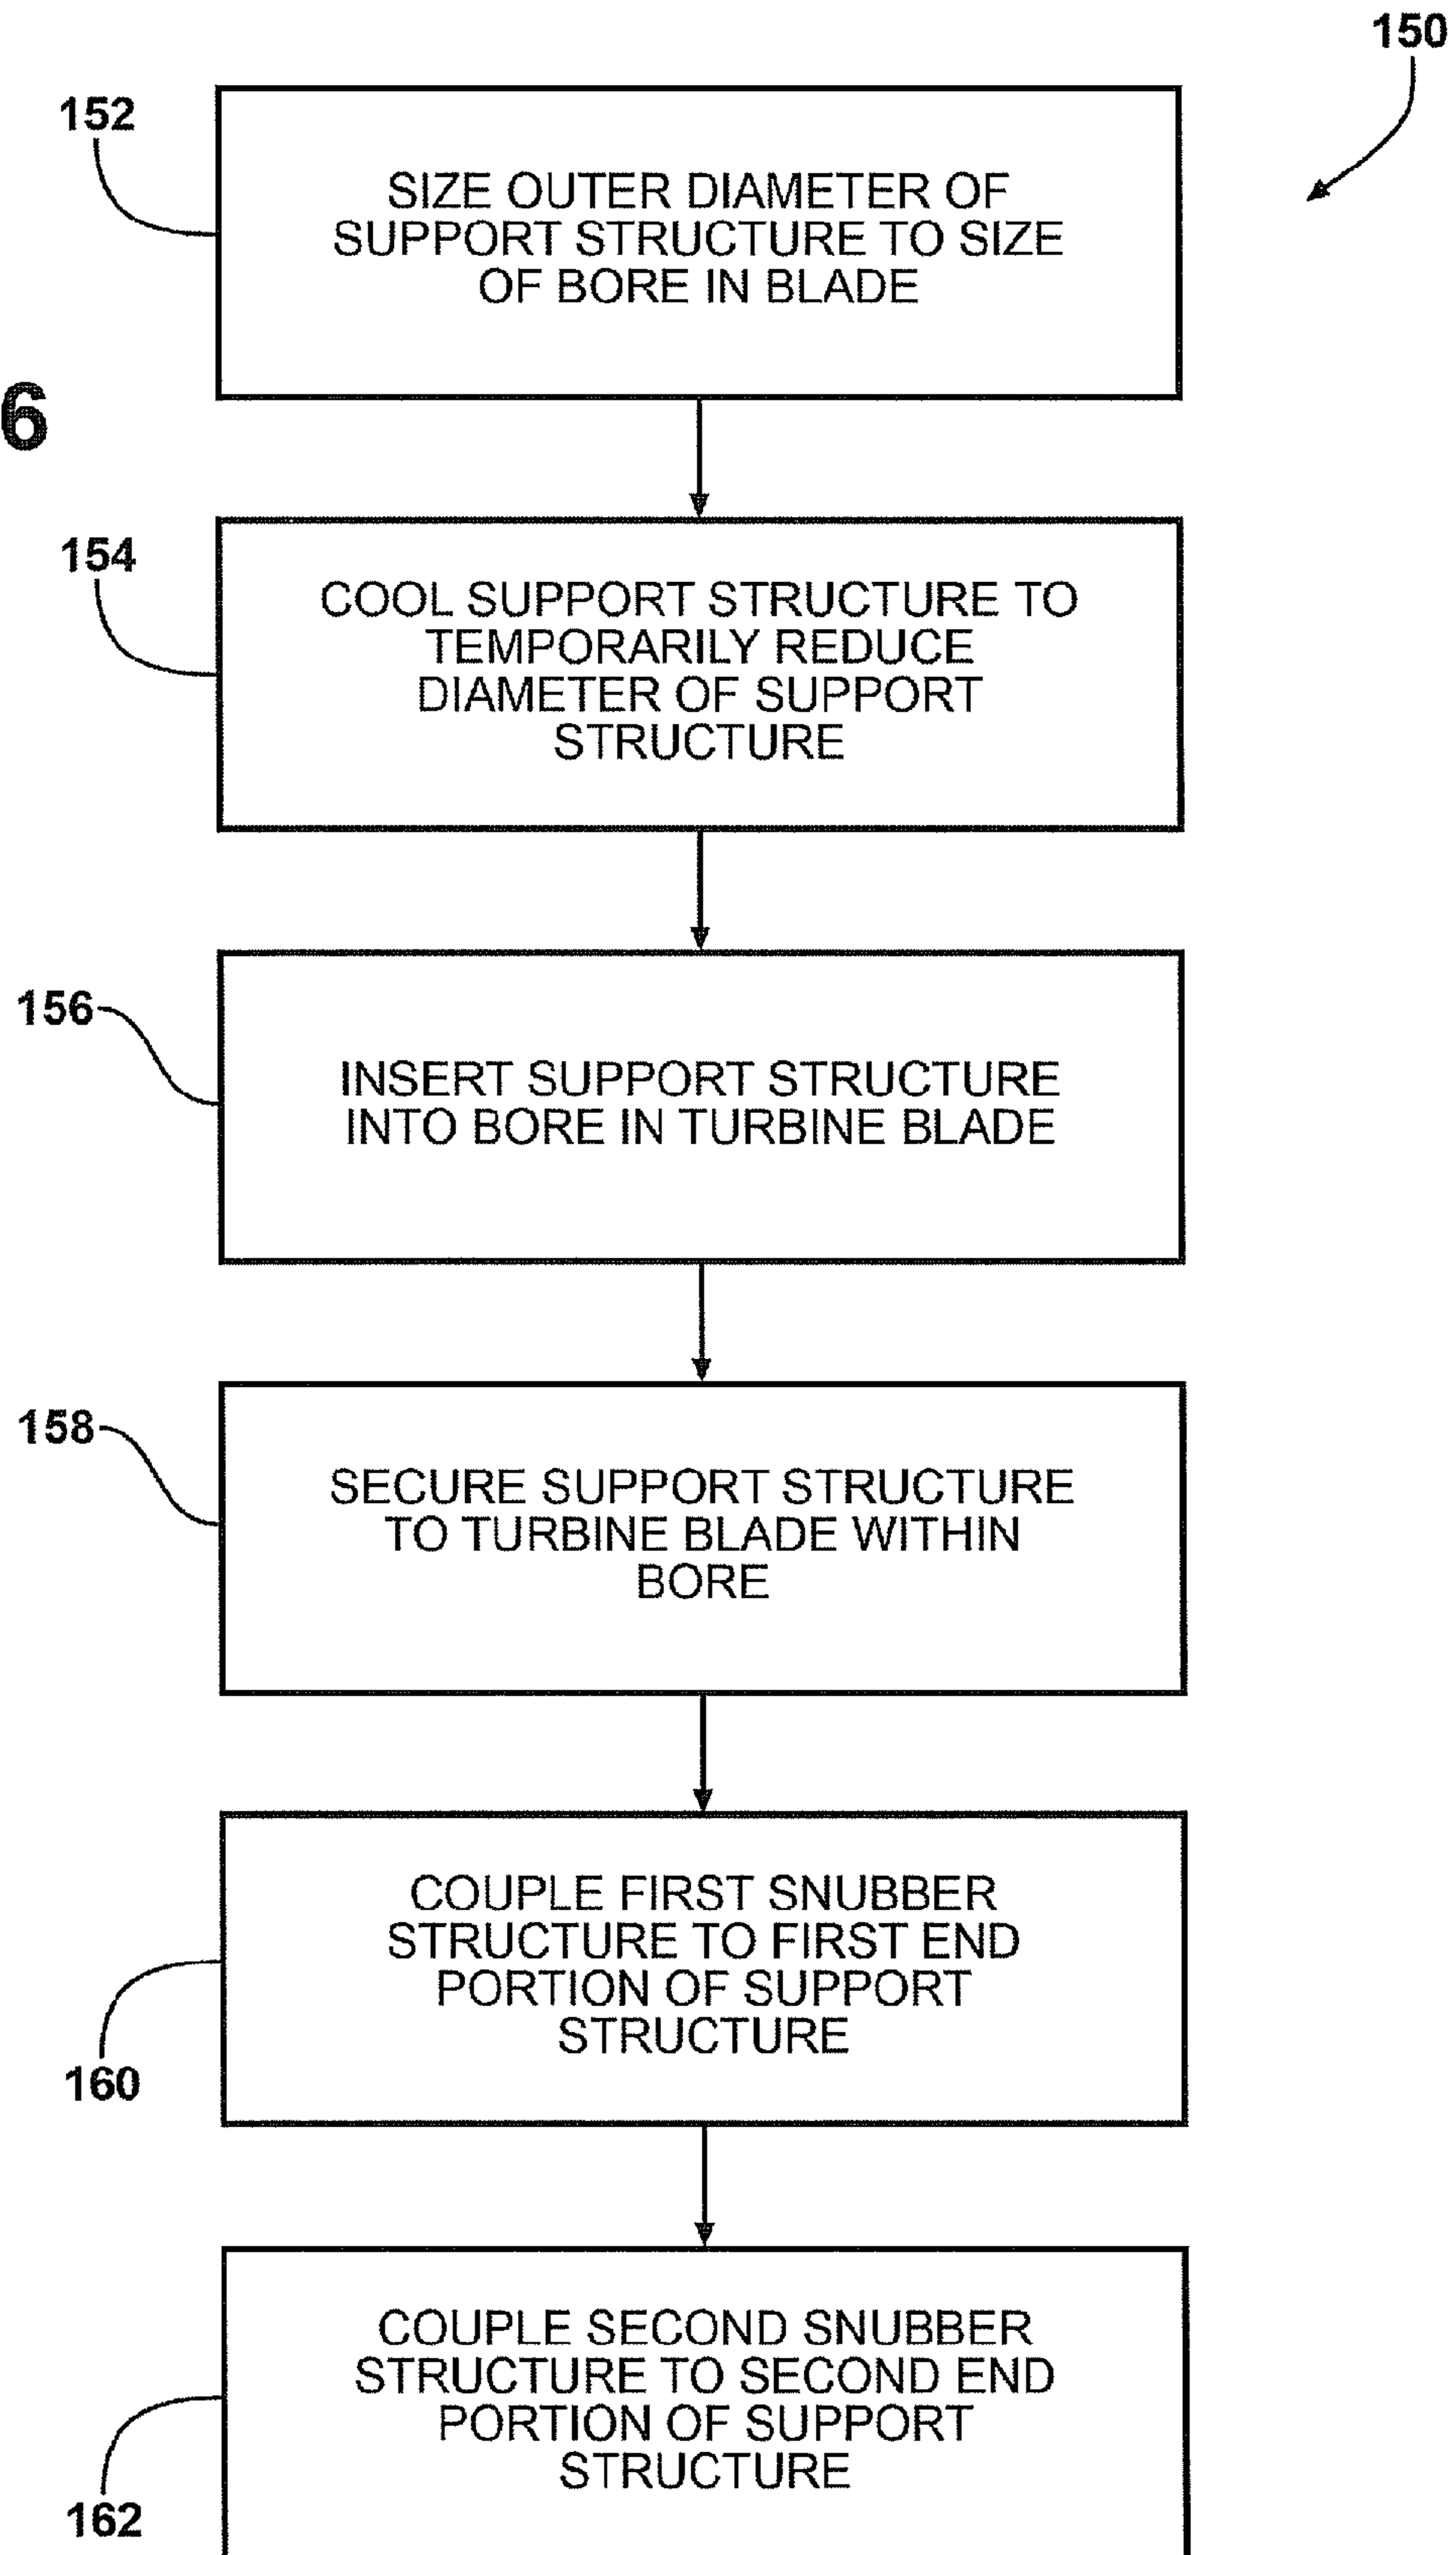 150
152
SIZE OUTER DIAMETER OF
SUPPORT STRUCTURE TO SIZE
OF BORE IN BLADE
6
154
COOL SUPPORT STRUCTURE TO
TEMPORARILY REDUCE
DIAMETER OF SUPPORT
STRUCTURE
156
INSERT SUPPORT STRUCTURE
INTO BORE IN TURBINE BLADE
158
SECURE SUPPORT STRUCTURE
TO TURBINE BLADE WITHIN
BORE
COUPLE FIRST SNUBBER
STRUCTURE TO FIRST END
PORTION OF SUPPORT
STRUCTURE
160
COUPLE SECOND SNUBBER
STRUCTURE TO SECOND END
PORTION OF SUPPORT
STRUCTURE
162